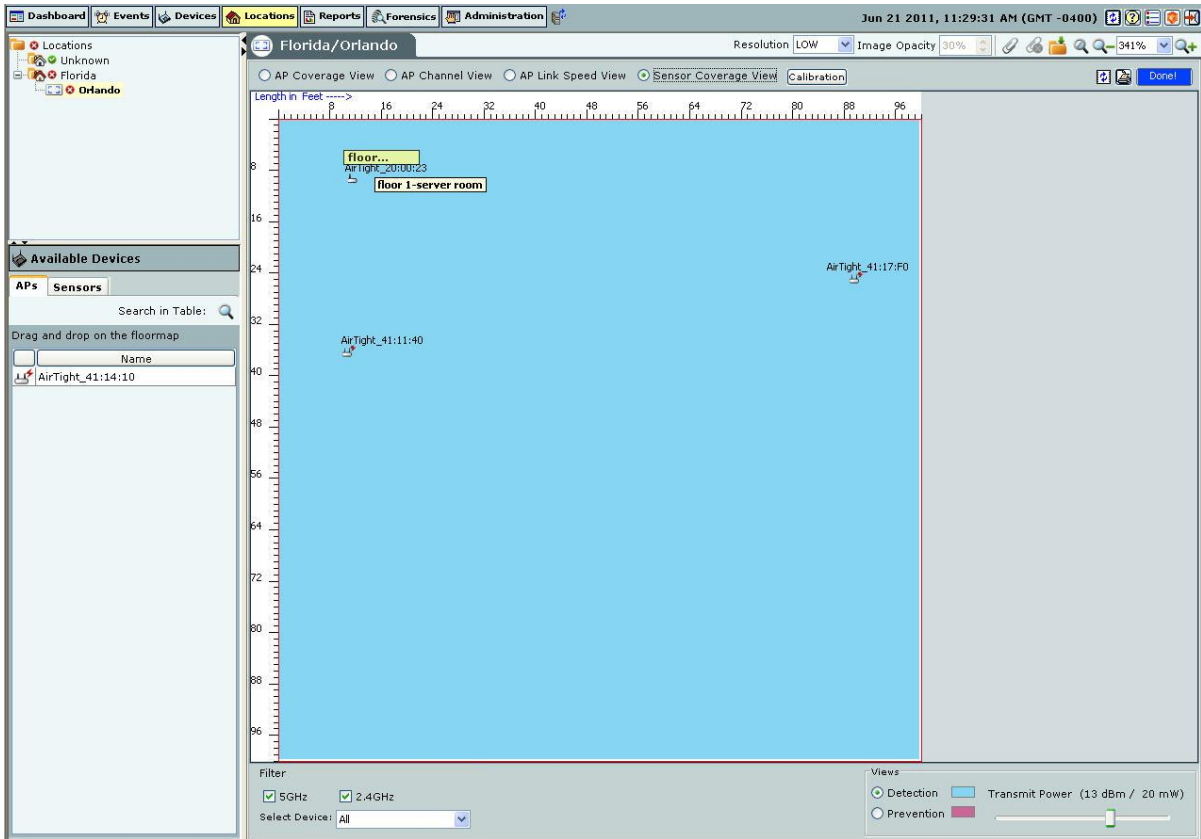 Dashboard Events Devices Locations Reports Forensics Administration Jun 21 2011, 11:29:31 AM (GMT -0400)
Locations
Unknown
Florida
Orlando
Florida/Orlando Resolution LOW Image Opacity 30% 341%
AP Coverage View AP Channel View AP Link Speed View Sensor Coverage View Calibration Done!
Length in Feet ----->
8 16 24 32 40 48 56 64 72 80 88 96
8
16
24
32
40
48
56
64
72
80
88
96
floor...
AirTight_20:00:23
floor 1-server room
AirTight_41:17:F0
AirTight_41:11:40
Available Devices
APs Sensors
Search in Table:
Drag and drop on the floormap
Name
AirTight_41:14:10
Filter
5GHz 2.4GHz
Select Device: All
Views
Detection Transmit Power (13 dBm / 20 mW)
Prevention